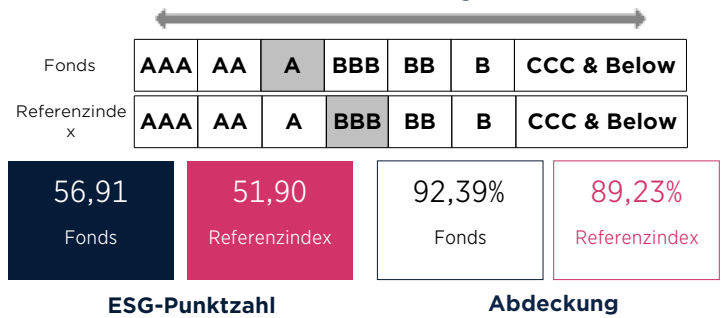 Fonds AAA AA A BBB BB B CCC & Below
Referenzinde
x AAA AA A BBB BB B CCC & Below
56,91 51,90 92,39% 89,23%
Fonds Referenzindex Fonds Referenzindex
ESG-Punktzahl Abdeckung